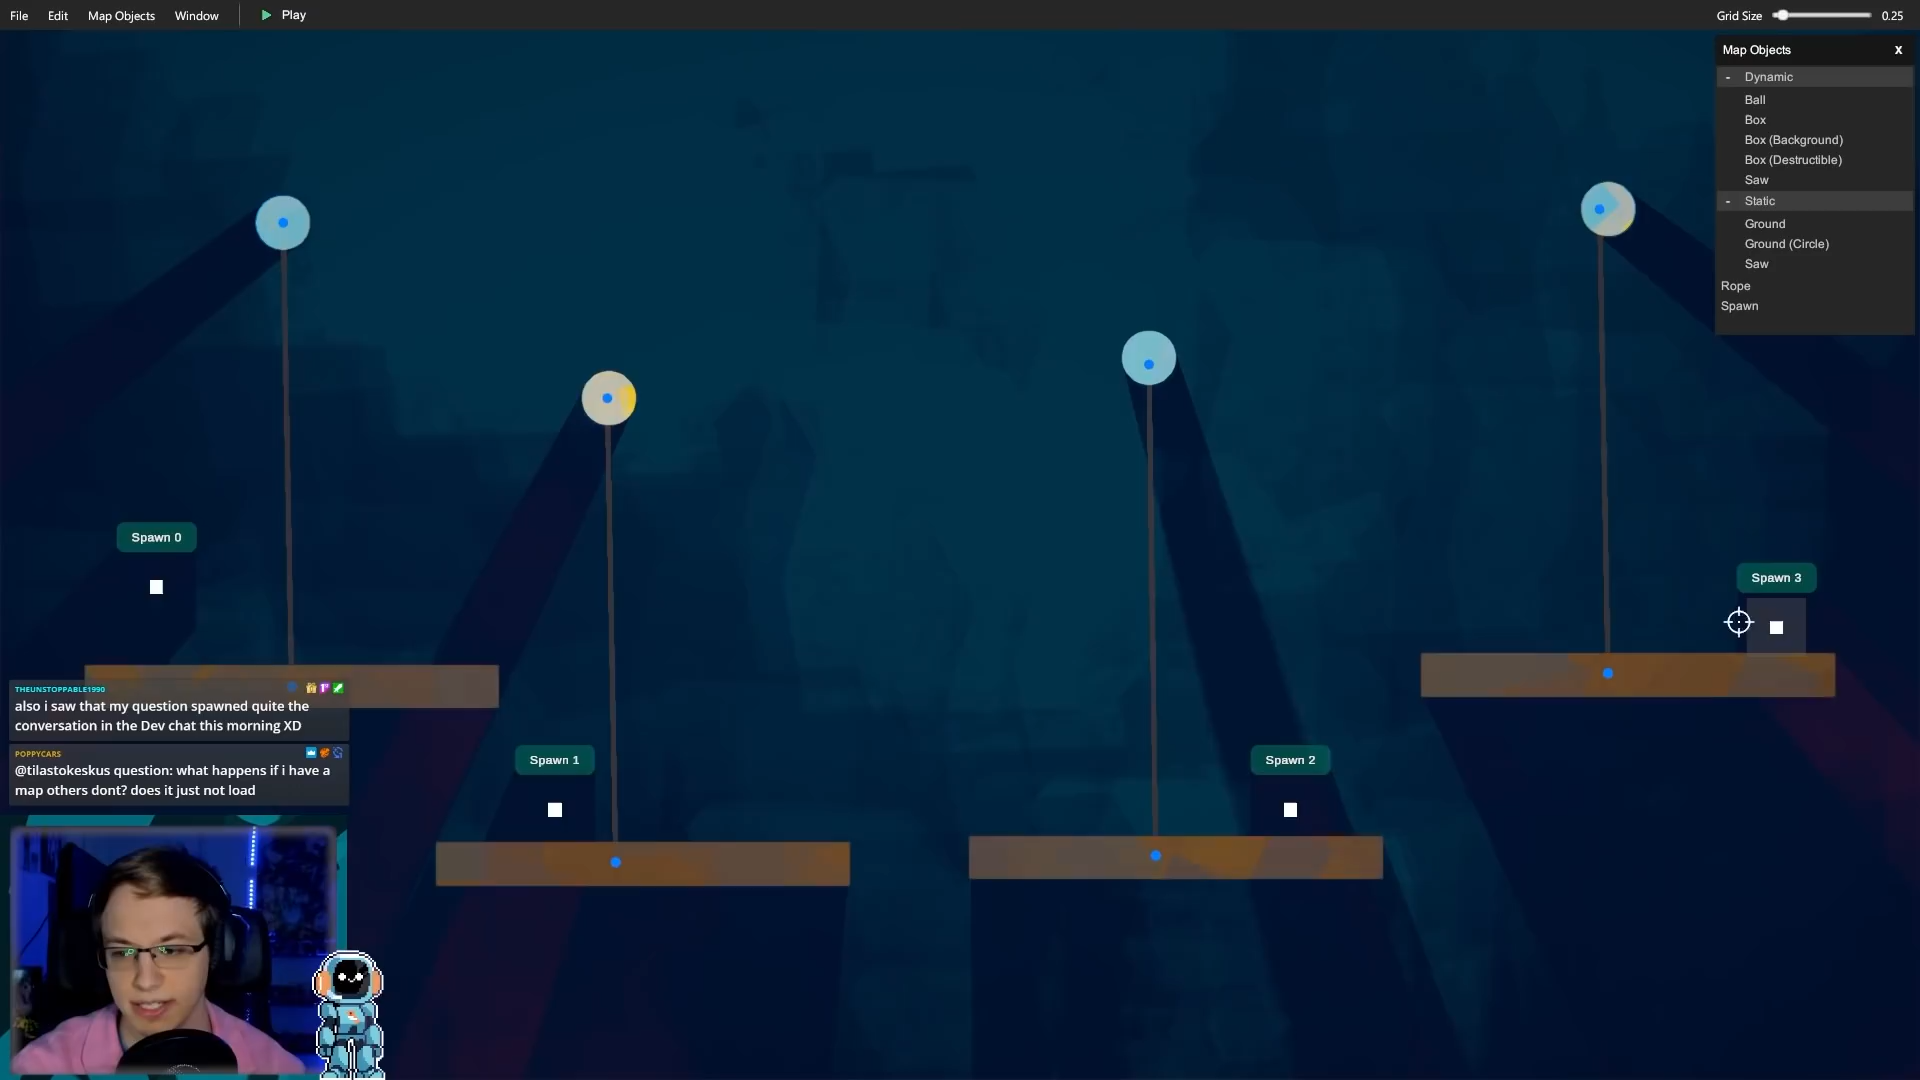 File Edit Map Objects Window Play Grid Size 0.25
Map Objects x
- Dynamic
Ball
Box
Box (Background)
Box (Destructible)
Saw
- Static
Ground
Ground (Circle)
Saw
Rope
Spawn
Spawn 0
Spawn 3
THEUNSTOPPABLE1990
also i saw that my question spawned quite the
conversation in the Dev chat this morning XD
POPPYCARS
@tilastokeskus question: what happens if i have a
map others dont? does it just not load
Spawn 1
Spawn 2